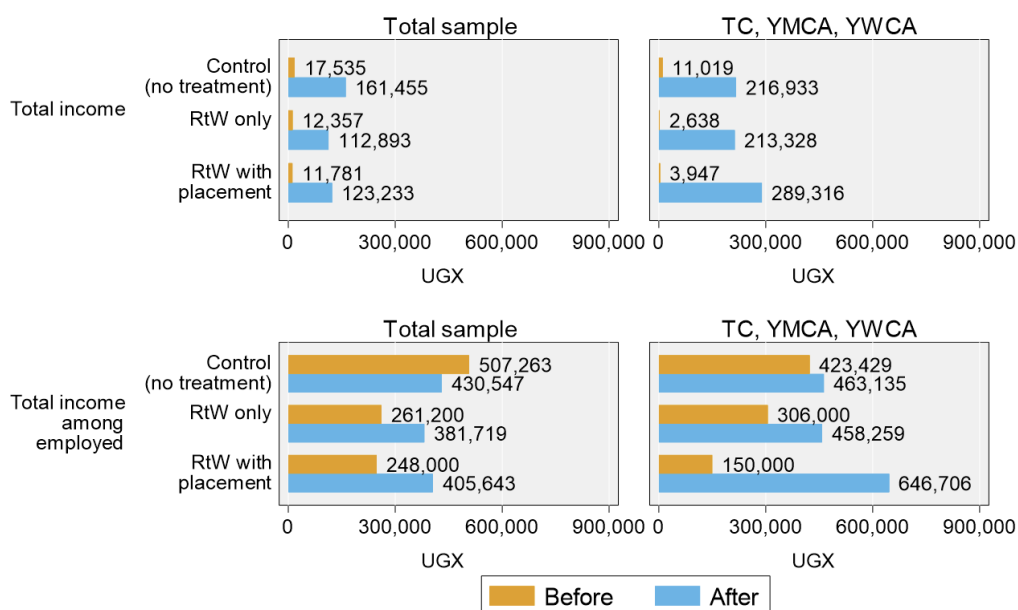 Total sample
TC, YMCA, YWCA
Total income
Control
(no treatment)
17,535
161,455
11,019
216,933
RtW only
12,357
112,893
2,638
213,328
RtW with
placement
11,781
123,233
3,947
289,316
0 300,000 600,000 900,000
0 300,000 600,000 900,000
UGX
UGX
Total sample
TC, YMCA, YWCA
Total income
among
employed
Control
(no treatment)
507,263
430,547
423,429
463,135
RtW only
261,200
381,719
306,000
458,259
RtW with
placement
248,000
405,643
150,000
646,706
0 300,000 600,000 900,000
0 300,000 600,000 900,000
UGX
UGX
Before
After